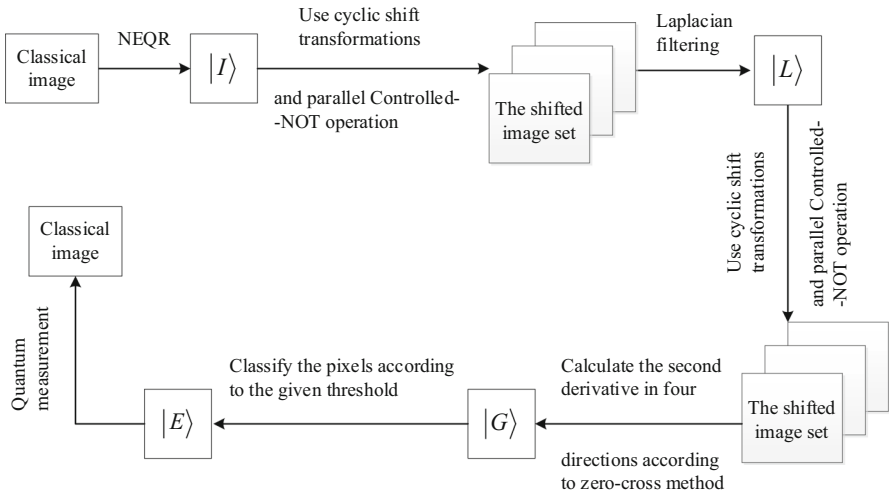 Classical
image
NEQR
|I⟩
Use cyclic shift
transformations
and parallel Controlled-
-NOT operation
The shifted
image set
Laplacian
filtering
|L⟩
Use cyclic shift
transformations
and parallel Controlled-
-NOT operation
The shifted
image set
Calculate the second
derivative in four
directions according
to zero-cross method
|G⟩
Classify the pixels according
to the given threshold
|E⟩
Quantum
measurement
Classical
image